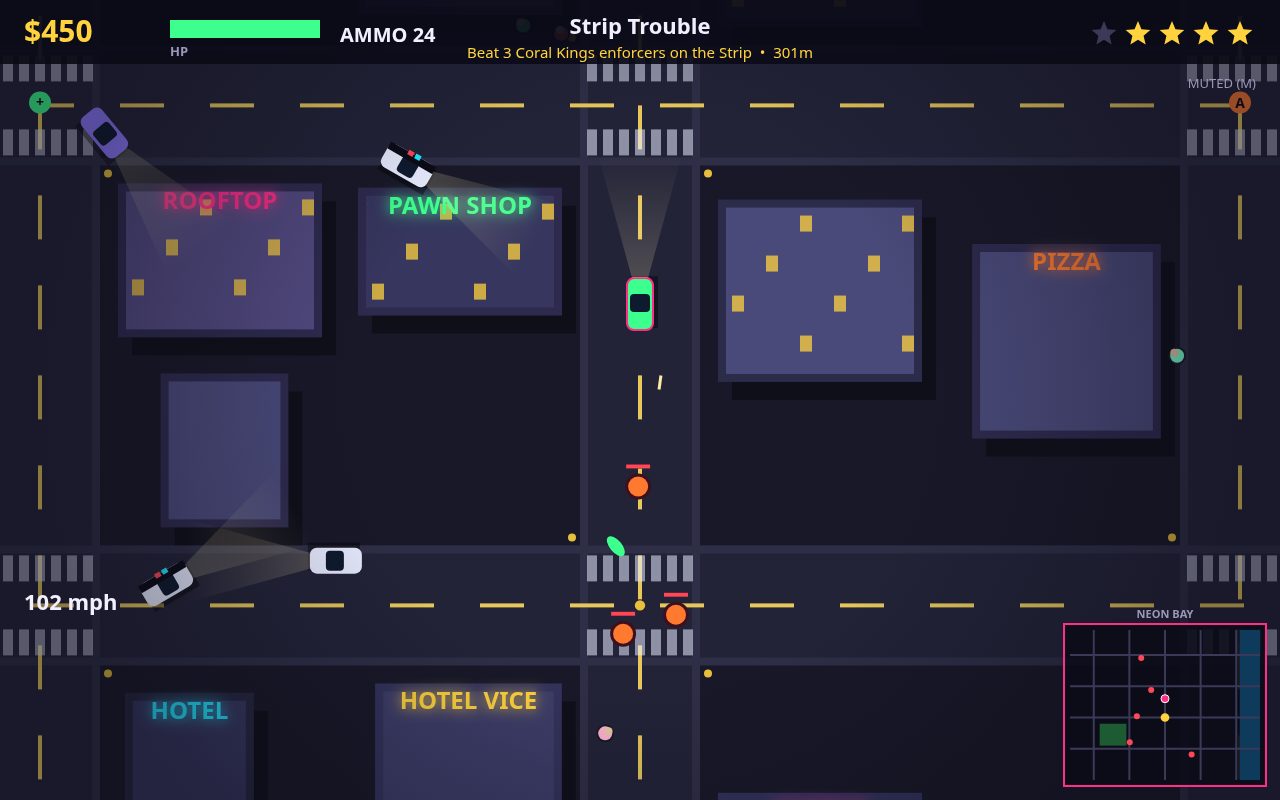 $450
HP
AMMO 24
Strip Trouble
Beat 3 Coral Kings enforcers on the Strip • 301m
MUTED (M)
+
A
ROOFTOP
PAWN SHOP
PIZZA
102 mph
NEON BAY
HOTEL
HOTEL VICE